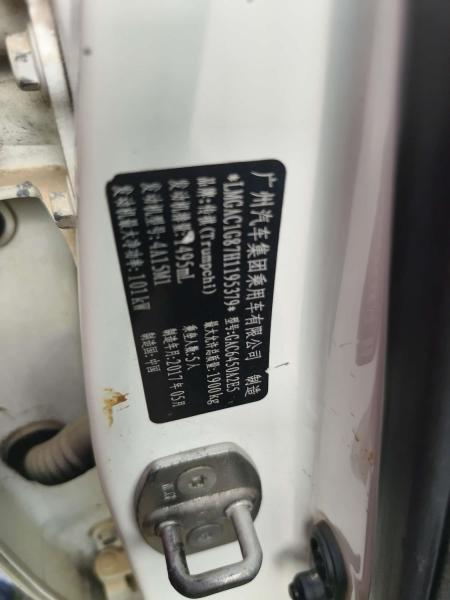 广州汽车集团乘用车有限公司 制造
*LMGAC1G87H1195379* 型号:GAC6450A2E5
品牌:传祺(Trumpchi) 最大允许总质量:1900kg
发动机排量: 495mL 乘坐人数:5人
发动机型号:4A15M1 制造年月:2017年05月
发动机最大净功率:101kW 制造国:中国